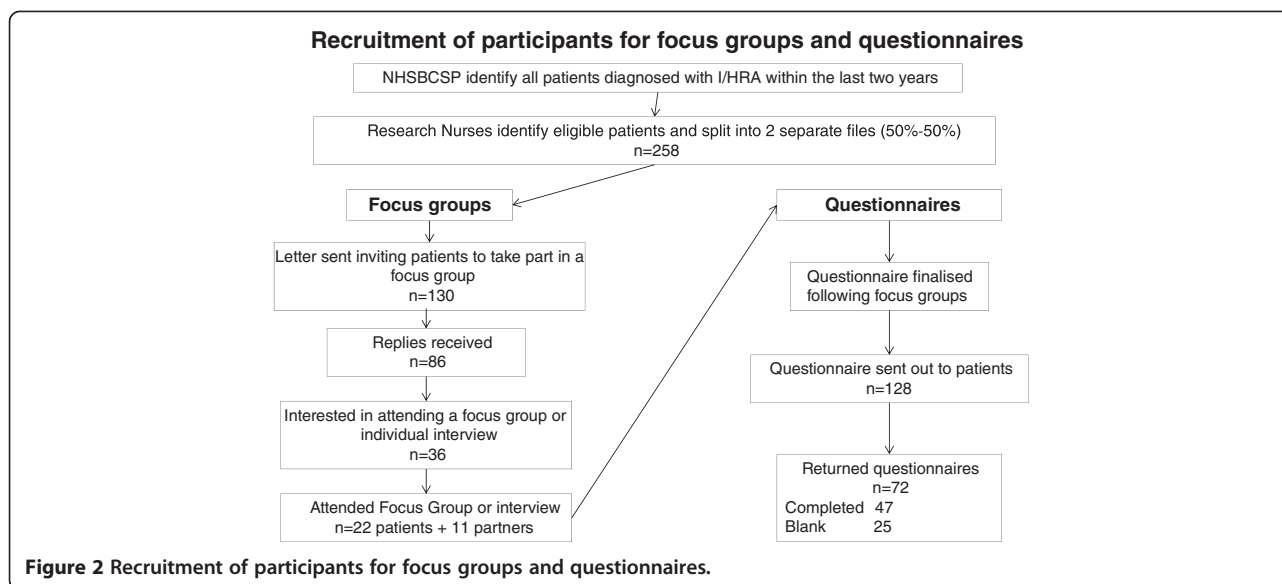 Recruitment of participants for focus groups and questionnaires
NHSBCSP identify all patients diagnosed with I/HRA within the last two years
Research Nurses identify eligible patients and split into 2 separate files (50%-50%)
n=258
Focus groups
Letter sent inviting patients to take part in a
focus group
n=130
Replies received
n=86
Interested in attending a focus group or
individual interview
n=36
Attended Focus Group or interview
n=22 patients + 11 partners
Questionnaires
Questionnaire finalised
following focus groups
Questionnaire sent out to patients
n=128
Returned questionnaires
n=72
Completed 47
Blank 25
Figure 2 Recruitment of participants for focus groups and questionnaires.